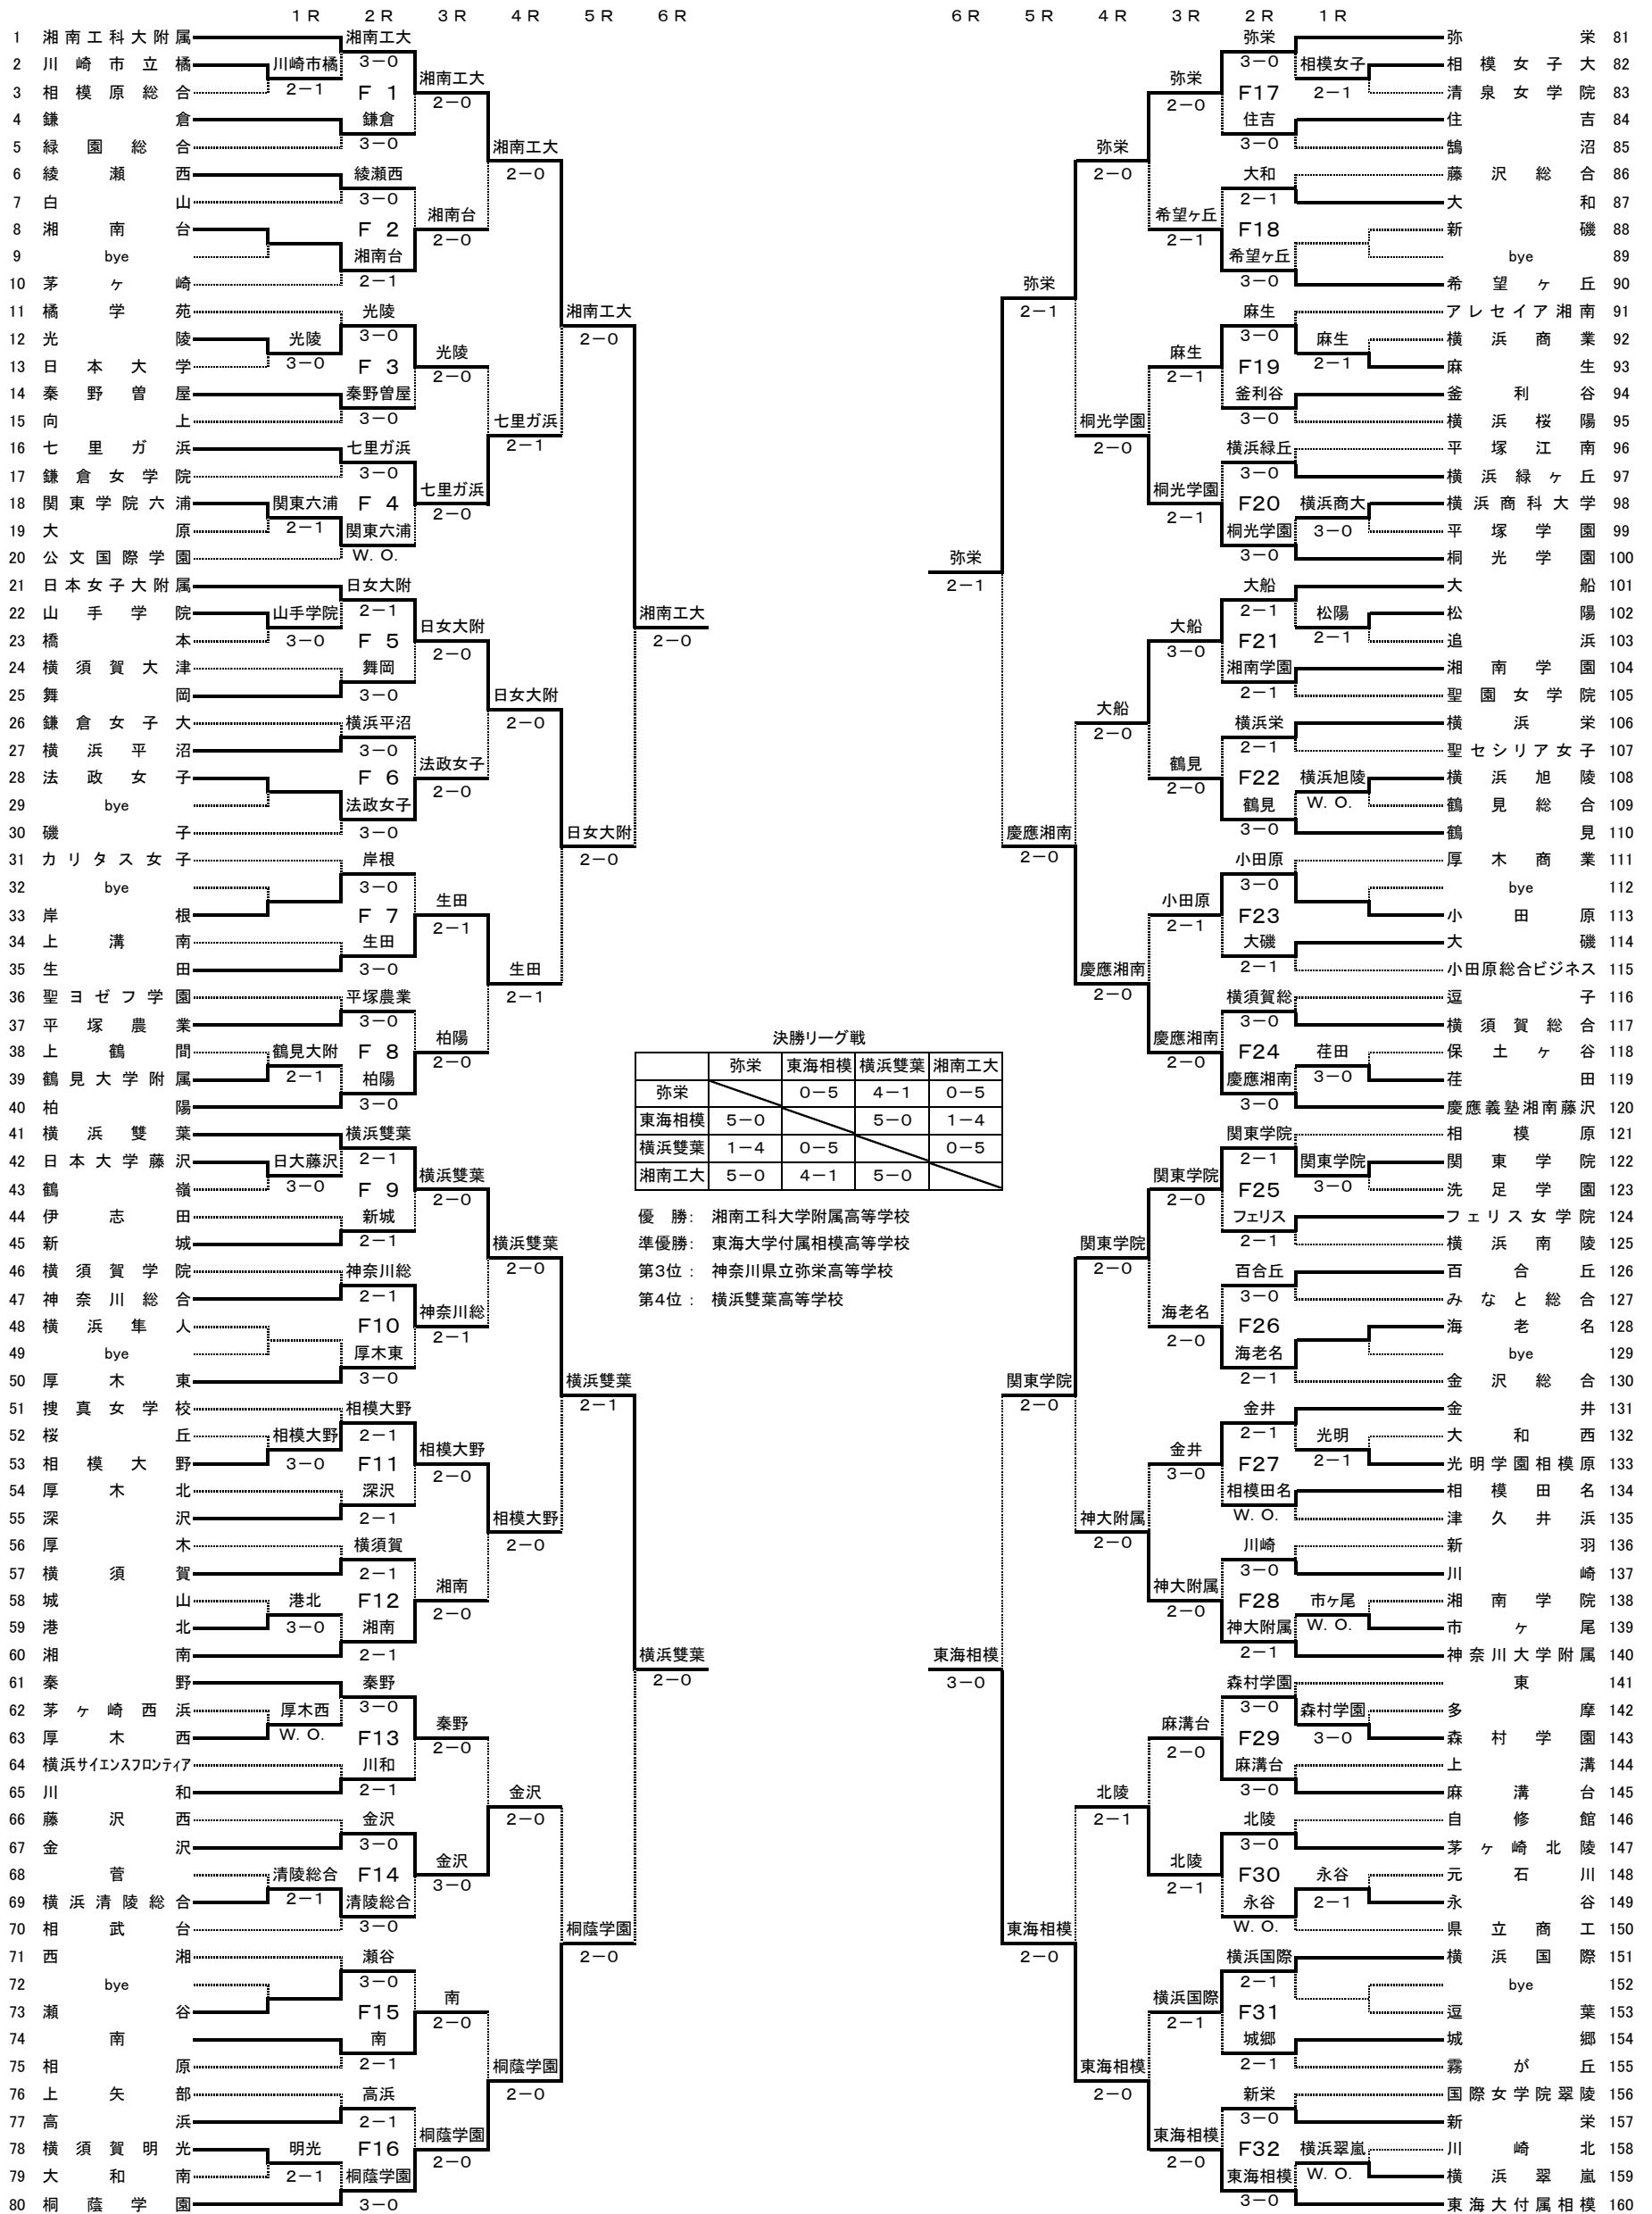 1R 2R 3R 4R 5R 6R
6R 5R 4R 3R 2R 1R
1 湘南工科大附属
2 川崎市立橘
3 相模原総合
4 鎌倉
5 緑園総合
6 綾瀬西
7 白山
8 湘南台
9 bye
10 茅ヶ崎
11 橘学苑
12 光陵
13 日本大学
14 秦野曽屋
15 向上
16 七里ガ浜
17 鎌倉女学院
18 関東学院六浦
19 大原
20 公文国際学園
21 日本女子大附属
22 山手学院
23 橋本
24 横須賀大津
25 舞岡
26 鎌倉女子大
27 横浜平沼
28 法政女子
29 bye
30 磯子
31 カリタス女子
32 bye
33 岸根
34 上溝南
35 生田
36 聖ヨゼフ学園
37 平塚農業
38 上鶴間
39 鶴見大学附属
40 柏陽
41 横浜雙葉
42 日本大学藤沢
43 鶴嶺
44 伊志田
45 新城
46 横須賀学院
47 神奈川総合
48 横浜隼人
49 bye
50 厚木東
51 捜真女学校
52 桜丘
53 相模大野
54 厚木北
55 深沢
56 厚木
57 横須賀
58 城山
59 港北
60 湘南
61 秦野
62 茅ヶ崎西浜
63 厚木西
64 横浜サイエンスフロンティア
65 川和
66 藤沢西
67 金沢
68 菅
69 横浜清陵総合
70 相武台
71 西湘
72 bye
73 瀬谷
74 南
75 相原
76 上矢部
77 高浜
78 横須賀明光
79 大和南
80 桐蔭学園
川崎市橘 2-1
光陵 3-0
関東六浦 2-1
山手学院 3-0
鶴見大附 2-1
日大藤沢 3-0
相模大野 3-0
港北 3-0
厚木西 W.O.
清陵総合 2-1
明光 2-1
湘南工大 3-0
F 1
鎌倉 3-0
綾瀬西 3-0
F 2
湘南台 2-1
光陵 3-0
F 3
秦野曽屋 3-0
七里ガ浜 3-0
F 4
関東六浦 W.O.
日女大附 2-1
F 5
舞岡 3-0
横浜平沼 3-0
F 6
法政女子 3-0
岸根 3-0
F 7
生田 3-0
平塚農業 3-0
F 8
柏陽 3-0
横浜雙葉 2-1
F 9
新城 2-1
神奈川総 2-1
F10
厚木東 3-0
相模大野 2-1
F11
深沢 2-1
横須賀 2-1
F12
湘南 2-1
秦野 3-0
F13
川和 2-1
金沢 3-0
F14
清陵総合 3-0
瀬谷 3-0
F15
南 2-1
高浜 2-1
F16
桐蔭学園 3-0
湘南工大 2-0
湘南台 2-0
光陵 2-0
七里ガ浜 2-0
日女大附 2-0
法政女子 2-0
生田 2-1
柏陽 2-0
横浜雙葉 2-0
神奈川総 2-1
相模大野 2-0
湘南 2-0
秦野 2-0
金沢 3-0
南 2-0
桐蔭学園 2-0
湘南工大 2-0
七里ガ浜 2-1
日女大附 2-0
生田 2-1
横浜雙葉 2-0
相模大野 2-0
金沢 2-0
桐蔭学園 2-0
湘南工大 2-0
日女大附 2-0
横浜雙葉 2-1
桐蔭学園 2-0
湘南工大 2-0
横浜雙葉 2-0
決勝リーグ戦
弥栄 東海相模 横浜雙葉 湘南工大
弥栄 0-5 4-1 0-5
東海相模 5-0 5-0 1-4
横浜雙葉 1-4 0-5 0-5
湘南工大 5-0 4-1 5-0
優 勝: 湘南工科大学附属高等学校
準優勝: 東海大学付属相模高等学校
第3位: 神奈川県立弥栄高等学校
第4位: 横浜雙葉高等学校
弥栄 2-1
東海相模 3-0
弥栄 2-1
慶應湘南 2-0
関東学院 2-0
東海相模 2-0
弥栄 2-0
桐光学園 2-0
大船 2-0
慶應湘南 2-0
関東学院 2-0
神大附属 2-0
北陵 2-1
東海相模 2-0
弥栄 2-0
希望ヶ丘 2-1
麻生 2-1
桐光学園 2-1
大船 3-0
鶴見 2-0
小田原 2-1
慶應湘南 2-0
関東学院 2-0
海老名 2-0
金井 3-0
神大附属 2-0
麻溝台 2-0
北陵 2-1
横浜国際 2-1
東海相模 2-0
弥栄 3-0
F17
住吉 3-0
大和 2-1
F18
希望ヶ丘 3-0
麻生 3-0
F19
釜利谷 3-0
横浜緑丘 3-0
F20
桐光学園 3-0
大船 2-1
F21
湘南学園 2-1
横浜栄 2-1
F22
鶴見 3-0
小田原 3-0
F23
大磯 2-1
横須賀総 3-0
F24
慶應湘南 3-0
関東学院 2-1
F25
フェリス 2-1
百合丘 3-0
F26
海老名 2-1
金井 2-1
F27
相模田名 W.O.
川崎 3-0
F28
神大附属 2-1
森村学園 3-0
F29
麻溝台 3-0
北陵 3-0
F30
永谷 W.O.
横浜国際 2-1
F31
城郷 2-1
新栄 3-0
F32
東海相模 3-0
相模女子 2-1
麻生 2-1
横浜商大 3-0
松陽 2-1
横浜旭陵 W.O.
荏田 3-0
関東学院 3-0
光明 2-1
市ヶ尾 W.O.
森村学園 3-0
永谷 2-1
横浜翠嵐 W.O.
弥栄 81
相模女子大 82
清泉女学院 83
住吉 84
鵠沼 85
藤沢総合 86
大和 87
新磯 88
bye 89
希望ヶ丘 90
アレセイア湘南 91
横浜商業 92
麻生 93
釜利谷 94
横浜桜陽 95
平塚江南 96
横浜緑ヶ丘 97
横浜商科大学 98
平塚学園 99
桐光学園 100
大船 101
松陽 102
追浜 103
湘南学園 104
聖園女学院 105
横浜栄 106
聖セシリア女子 107
横浜旭陵 108
鶴見総合 109
鶴見 110
厚木商業 111
bye 112
小田原 113
大磯 114
小田原総合ビジネス 115
逗子 116
横須賀総合 117
保土ヶ谷 118
荏田 119
慶應義塾湘南藤沢 120
相模原 121
関東学院 122
洗足学園 123
フェリス女学院 124
横浜南陵 125
百合丘 126
みなと総合 127
海老名 128
bye 129
金沢総合 130
金井 131
大和西 132
光明学園相模原 133
相模田名 134
津久井浜 135
新羽 136
川崎 137
湘南学院 138
市ヶ尾 139
神奈川大学附属 140
東 141
多摩 142
森村学園 143
上溝 144
麻溝台 145
自修館 146
茅ヶ崎北陵 147
元石川 148
永谷 149
県立商工 150
横浜国際 151
bye 152
逗葉 153
城郷 154
霧が丘 155
国際女学院翠陵 156
新栄 157
川崎北 158
横浜翠嵐 159
東海大付属相模 160